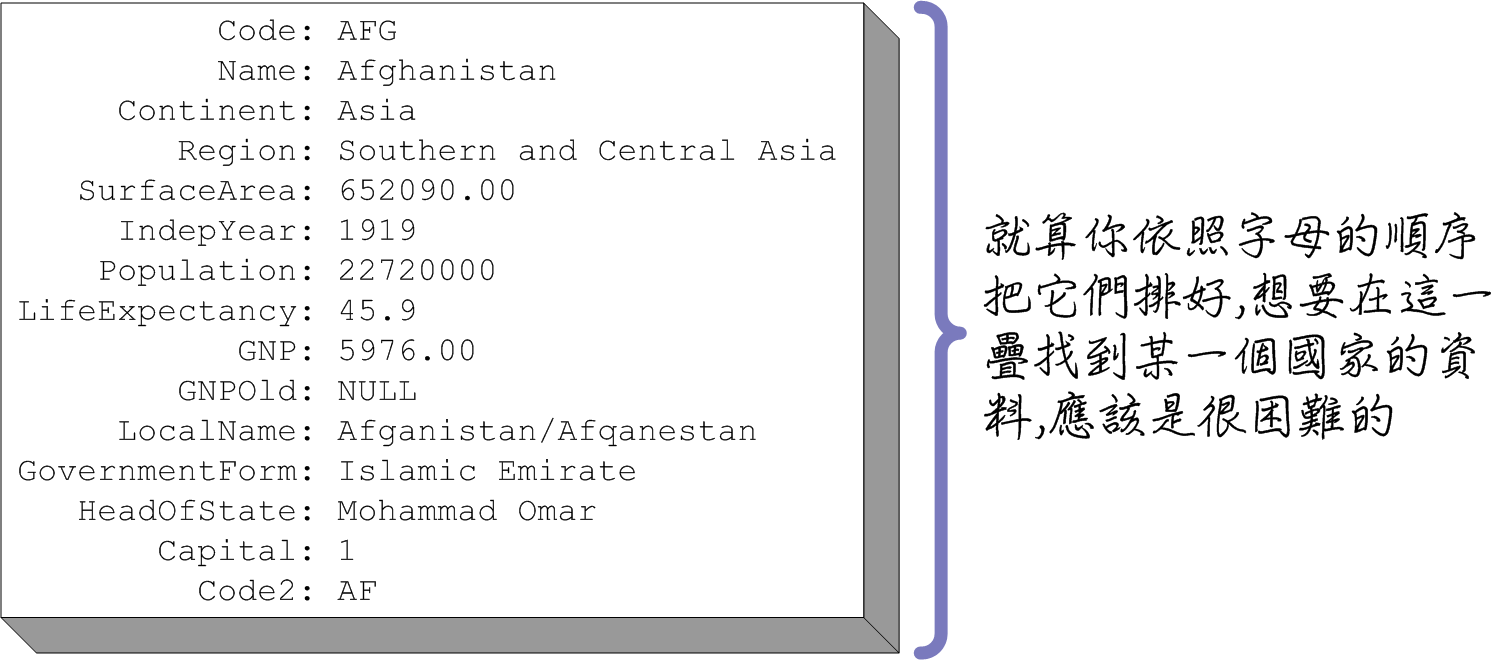 Code: AFG
Name: Afghanistan
Continent: Asia
Region: Southern and Central Asia
SurfaceArea: 652090.00
IndepYear: 1919
Population: 22720000
LifeExpectancy: 45.9
GNP: 5976.00
GNPOld: NULL
LocalName: Afganistan/Afqanestan
GovernmentForm: Islamic Emirate
HeadOfState: Mohammad Omar
Capital: 1
Code2: AF
就算你依照字母的順序
把它們排好,想要在這一
疊找到某一個國家的資
料,應該是很困難的